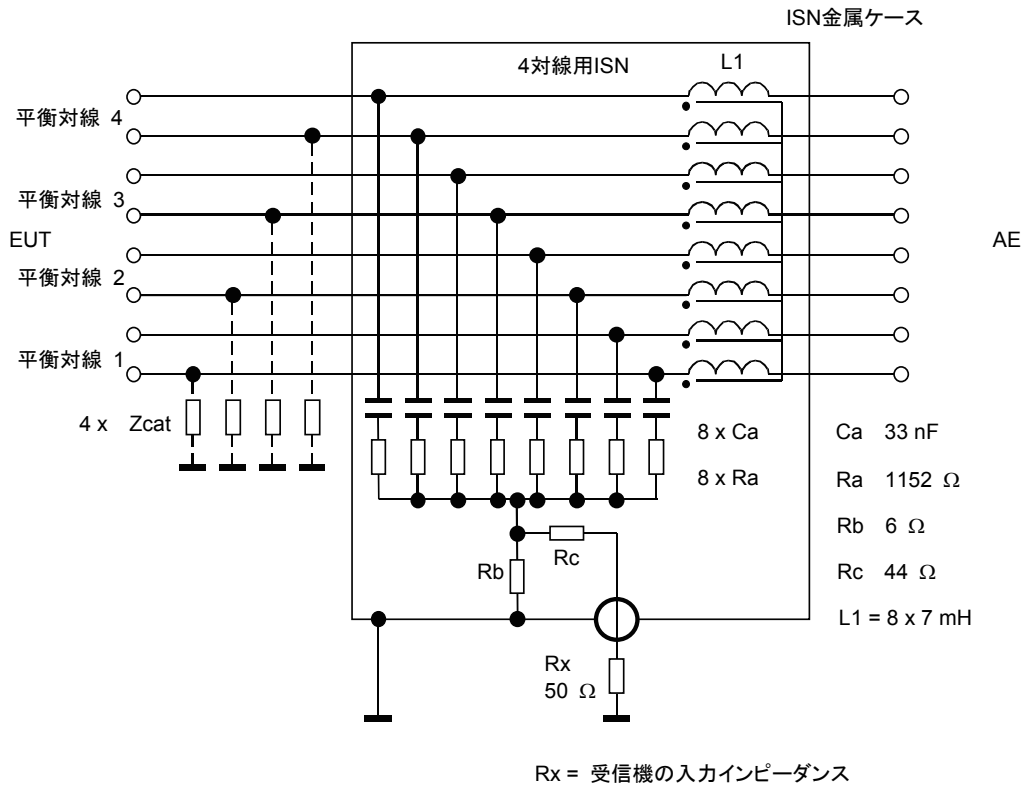 ISN金属ケース
4対線用ISN
L1
平衡対線 4
平衡対線 3
EUT
AE
平衡対線 2
平衡対線 1
4 x Zcat
8 x Ca
8 x Ra
Ca 33 nF
Ra 1152 Ω
Rb 6 Ω
Rc 44 Ω
L1 = 8 x 7 mH
Rc
Rb
Rx
50 Ω
Rx = 受信機の入力インピーダンス